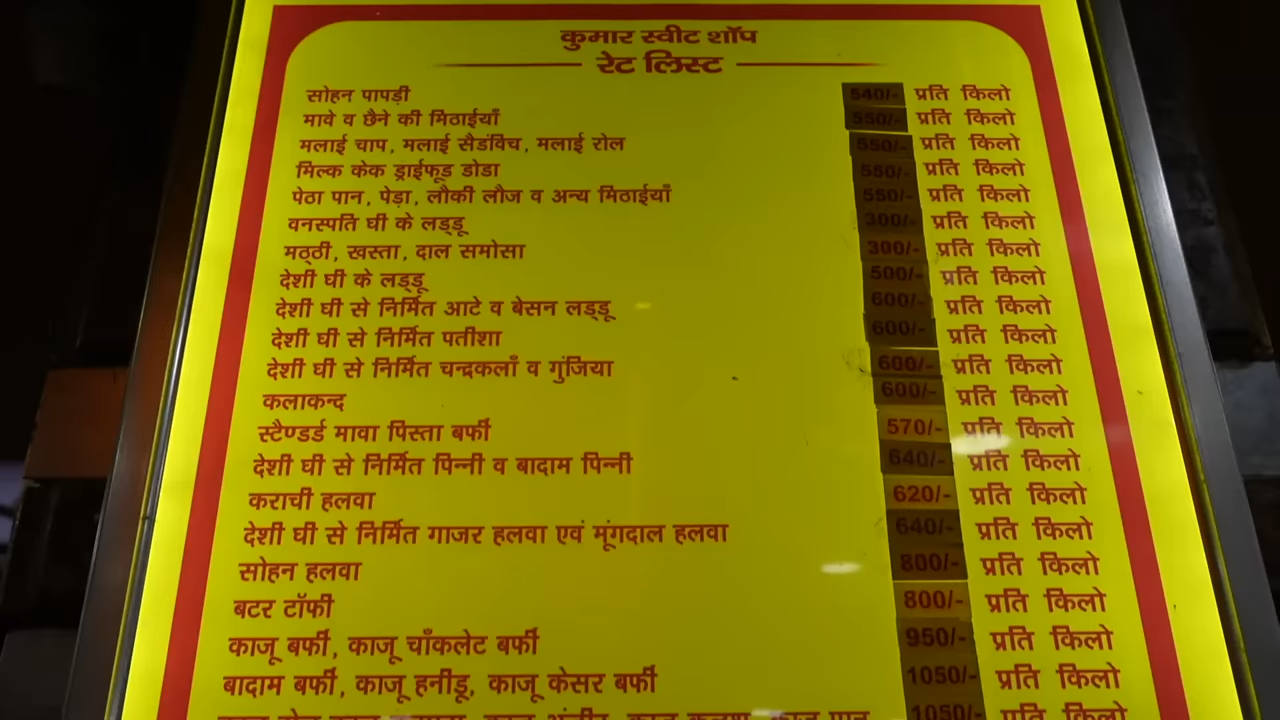 कुमार स्वीट शॉप
रेट लिस्ट
सोहन पापड़ी 540/- प्रति किलो
मावे व छैने की मिठाईयाँ 550/- प्रति किलो
मलाई चाप, मलाई सैडंविच, मलाई रोल 550/- प्रति किलो
मिल्क केक ड्राईफूड डोडा 550/- प्रति किलो
पेठा पान, पेड़ा, लौकी लौज व अन्य मिठाईयाँ 550/- प्रति किलो
वनस्पति घी के लड्डू 300/- प्रति किलो
मठ्ठी, खस्ता, दाल समोसा 300/- प्रति किलो
देशी घी के लड्डू 500/- प्रति किलो
देशी घी से निर्मित आटे व बेसन लड्डू 600/- प्रति किलो
देशी घी से निर्मित पतीशा 600/- प्रति किलो
देशी घी से निर्मित चन्द्रकलाँ व गुंजिया 600/- प्रति किलो
कलाकन्द 600/- प्रति किलो
स्टैण्डर्ड मावा पिस्ता बर्फी 570/- प्रति किलो
देशी घी से निर्मित पिन्नी व बादाम पिन्नी 640/- प्रति किलो
कराची हलवा 620/- प्रति किलो
देशी घी से निर्मित गाजर हलवा एवं मूंगदाल हलवा 640/- प्रति किलो
सोहन हलवा 800/- प्रति किलो
बटर टॉफी 800/- प्रति किलो
काजू बर्फी, काजू चाँकलेट बर्फी 950/- प्रति किलो
बादाम बर्फी, काजू हनीडू, काजू केसर बर्फी 1050/- प्रति किलो
1050/- प्रति किलो